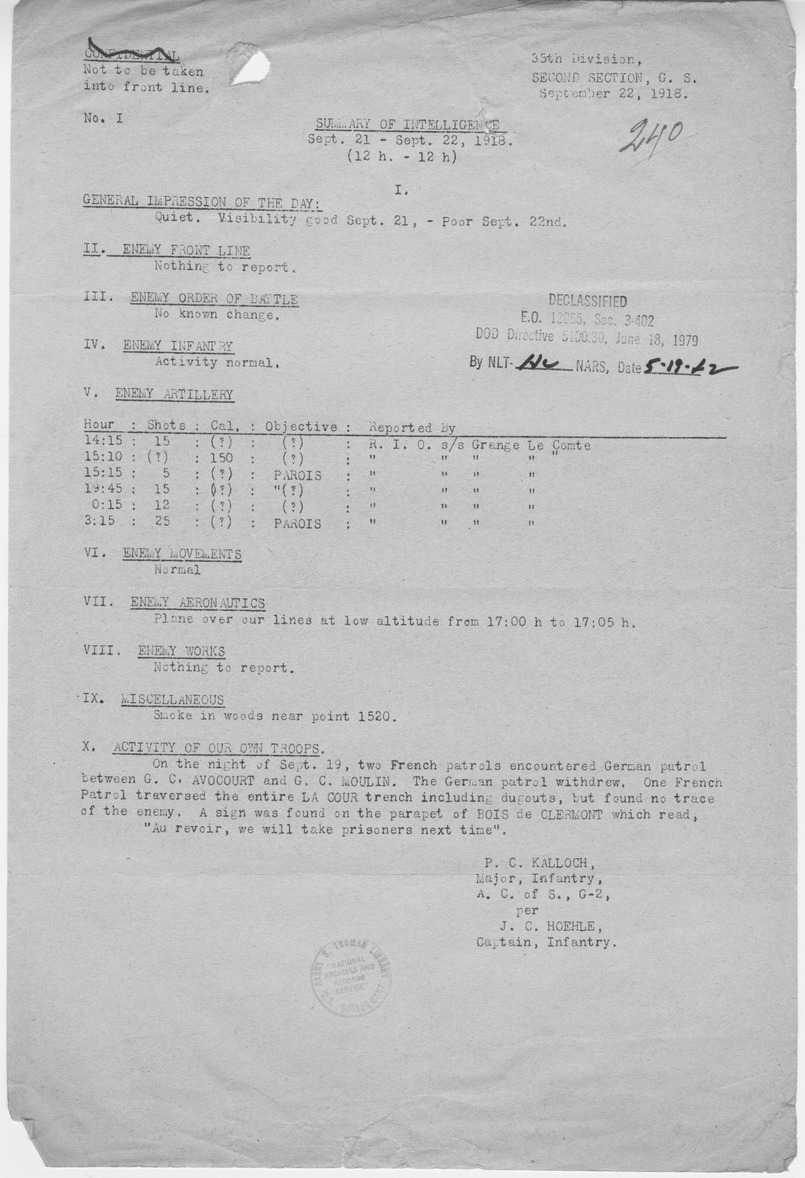 CONFIDENTIAL
Not to be taken
into front line.
35th Division,
SECOND SECTION, G. S.
September 22, 1918.
No. I
SUMMARY OF INTELLIGENCE
Sept. 21 - Sept. 22, 1918.
(12 h. - 12 h)
240
I.
GENERAL IMPRESSION OF THE DAY:
Quiet. Visibility good Sept. 21, - Poor Sept. 22nd.
II. ENEMY FRONT LINE
Nothing to report.
III. ENEMY ORDER OF BATTLE
No known change.
DECLASSIFIED
E.O. 12065, Sec. 3-402
DOD Directive 5100.30, June 18, 1979
By NLT- NARS, Date 5-19-82
IV. ENEMY INFANTRY
Activity normal.
V. ENEMY ARTILLERY
Hour : Shots : Cal. : Objective : Reported By
14:15 : 15 : (?) : (?) : R. I. O. s/s Grange Le Comte
15:10 : (?) : 150 : (?) : " " " " "
15:15 : 5 : (?) : PAROIS : " " " "
19:45 : 15 : (?) : "(?) : " " " "
0:15 : 12 : (?) : (?) : " " " "
3:15 : 25 : (?) : PAROIS : " " " "
VI. ENEMY MOVEMENTS
Normal
VII. ENEMY AERONAUTICS
Plane over our lines at low altitude from 17:00 h to 17:05 h.
VIII. ENEMY WORKS
Nothing to report.
IX. MISCELLANEOUS
Smoke in woods near point 1520.
X. ACTIVITY OF OUR OWN TROOPS.
On the night of Sept. 19, two French patrols encountered German patrol
between G. C. AVOCOURT and G. C. MOULIN. The German patrol withdrew. One French
Patrol traversed the entire LA COUR trench including dugouts, but found no trace
of the enemy. A sign was found on the parapet of BOIS de CLERMONT which read,
"Au revoir, we will take prisoners next time".
P. C. KALLOCH,
Major, Infantry,
A. C. of S., G-2,
per
J. C. HOEHLE,
Captain, Infantry.
HARRY S. TRUMAN LIBRARY
"NATIONAL
ARCHIVES AND
RECORDS
SERVICE"